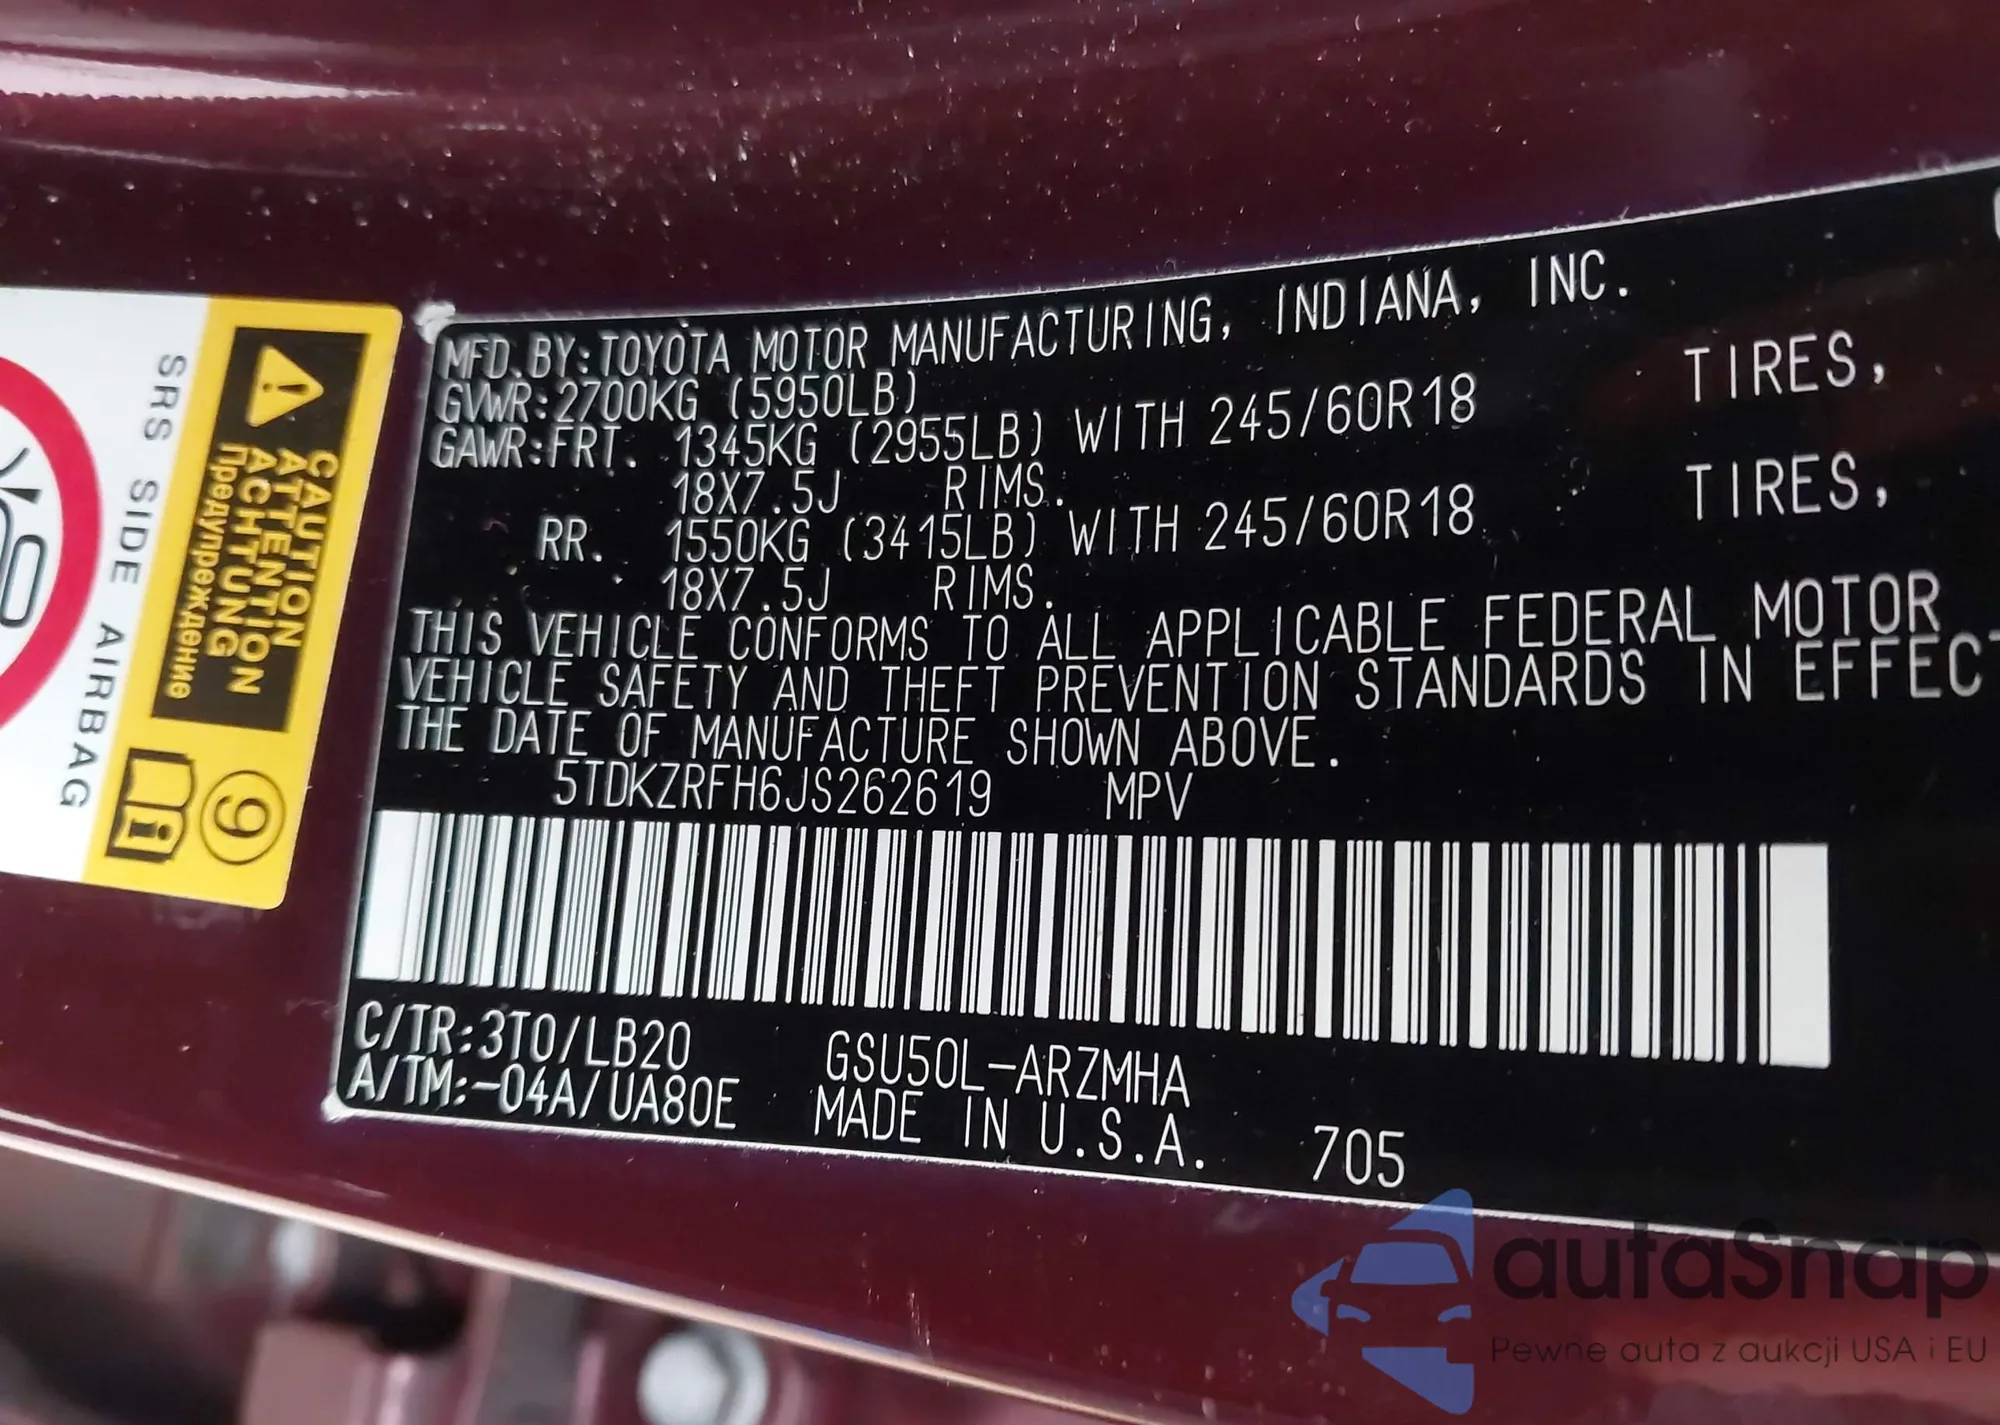 MFD.BY:TOYOTA MOTOR MANUFACTURING, INDIANA, INC.
GVWR:2700KG (5950LB)
GAWR:FRT. 1345KG (2955LB) WITH 245/60R18 TIRES,
18X7.5J RIMS.
RR. 1550KG (3415LB) WITH 245/60R18 TIRES,
18X7.5J RIMS.
THIS VEHICLE CONFORMS TO ALL APPLICABLE FEDERAL MOTOR
VEHICLE SAFETY AND THEFT PREVENTION STANDARDS IN EFFECT
THE DATE OF MANUFACTURE SHOWN ABOVE.
5TDKZRFH6JS262619 MPV
C/TR:3T0/LB20 GSU50L-ARZMHA
A/TM:-04A/UA80E MADE IN U.S.A. 705
SRS SIDE AIRBAG
CAUTION
ATTENTION
ACHTUNG
Предупреждение
9
autaSnap
Pewne auta z aukcji USA i EU